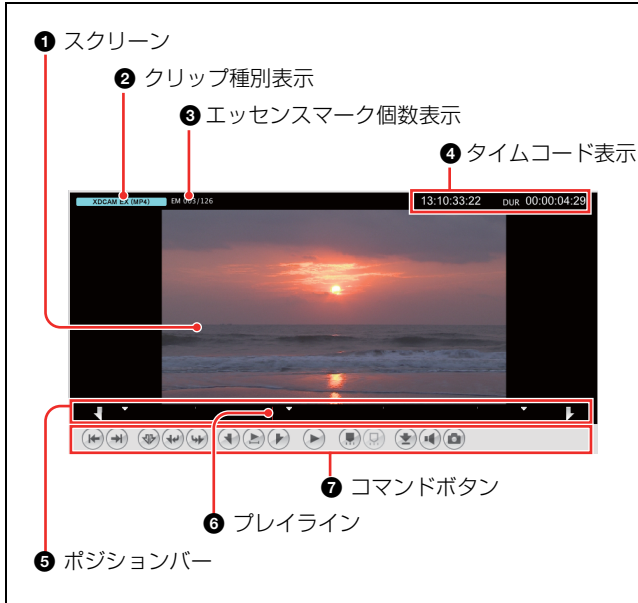 ❶ スクリーン
❷ クリップ種別表示
❸ エッセンスマーク個数表示
❹ タイムコード表示
XDCAM EX (MP4) EM 003/126 13:10:33:22 DUR 00:00:04:29
❼ コマンドボタン
❻ プレイライン
❺ ポジションバー